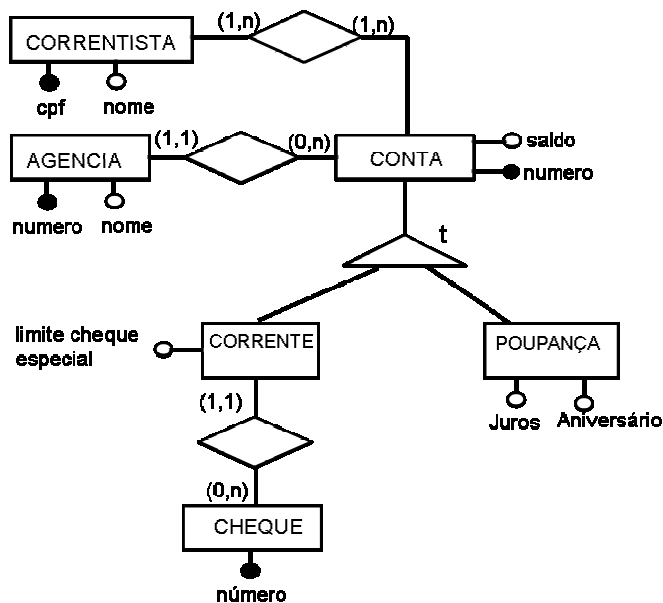 (1,n)
(1,n)
CORRENTISTA
cpf
nome
(1,1)
(0,n)
saldo
AGENCIA
CONTA
numero
numero
nome
t
limite cheque
especial
CORRENTE
POUPANÇA
(1,1)
Juros
Aniversário
(0,n)
CHEQUE
número